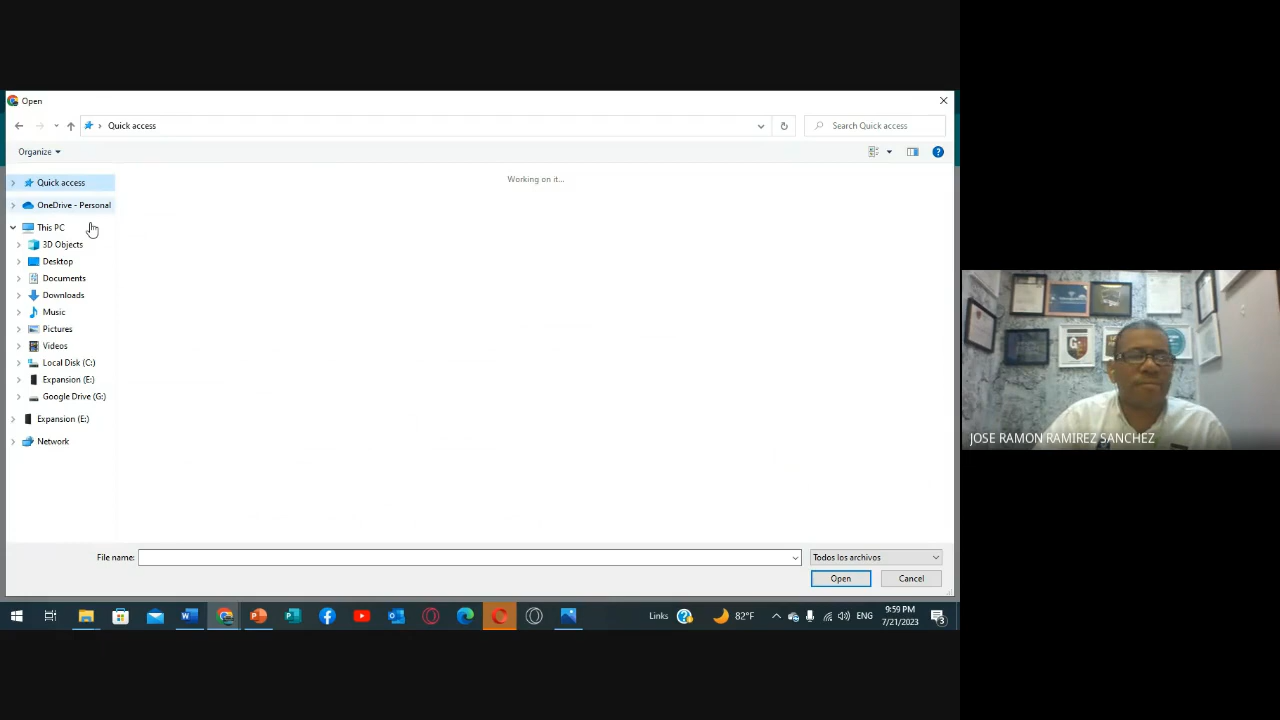 Open
Quick access
Search Quick access
Organize
Quick access
Working on it...
OneDrive - Personal
This PC
3D Objects
Desktop
Documents
Downloads
Music
Pictures
Videos
Local Disk (C:)
Expansion (E:)
Google Drive (G:)
Expansion (E:)
Network
JOSE RAMON RAMIREZ SANCHEZ
File name:
Todos los archivos
Open
Cancel
Links
82°F
ENG
9:59 PM
7/21/2023
3